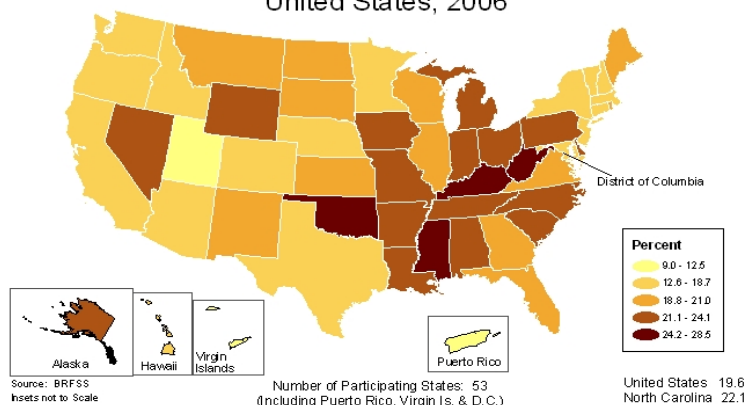 United States, 2006
District of Columbia
Percent
9.0 - 12.5
12.6 - 18.7
18.8 - 21.0
21.1 - 24.1
24.2 - 28.5
Alaska
Hawaii
Virgin
Islands
Puerto Rico
Source: BRFSS
Insets not to Scale
Number of Participating States: 53
(Including Puerto Rico, Virgin Is. & D.C.)
United States 19.6
North Carolina 22.1